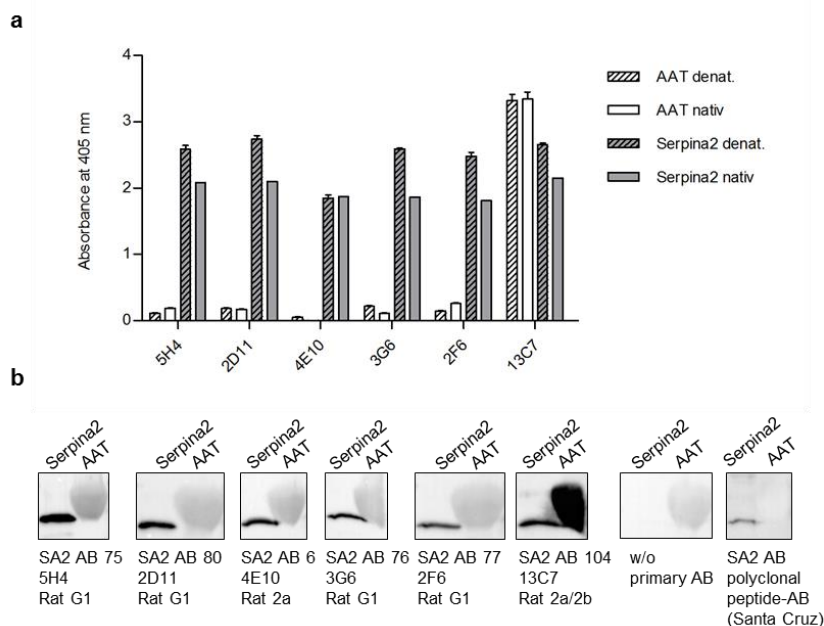 a
4
3
2
1
0
Absorbance at 405 nm
AAT denat.
AAT nativ
Serpina2 denat.
Serpina2 nativ
5H4
2D11
4E10
3G6
2F6
13C7
b
Serpina2
AAT
Serpina2
AAT
Serpina2
AAT
Serpina2
AAT
Serpina2
AAT
Serpina2
AAT
Serpina2
AAT
Serpina2
AAT
SA2 AB 75
5H4
Rat G1
SA2 AB 80
2D11
Rat G1
SA2 AB 6
4E10
Rat 2a
SA2 AB 76
3G6
Rat G1
SA2 AB 77
2F6
Rat G1
SA2 AB 104
13C7
Rat 2a/2b
w/o
primary AB
SA2 AB
polyclonal
peptide-AB
(Santa Cruz)